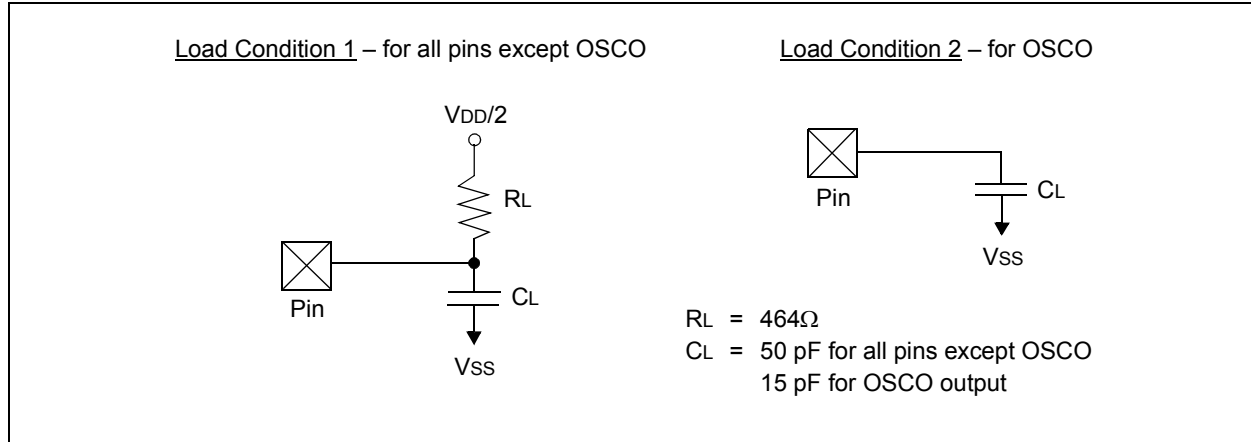 Load Condition 1 – for all pins except OSCO
VDD/2
RL
Pin
CL
VSS
Load Condition 2 – for OSCO
Pin
CL
VSS
RL = 464Ω
CL = 50 pF for all pins except OSCO
15 pF for OSCO output